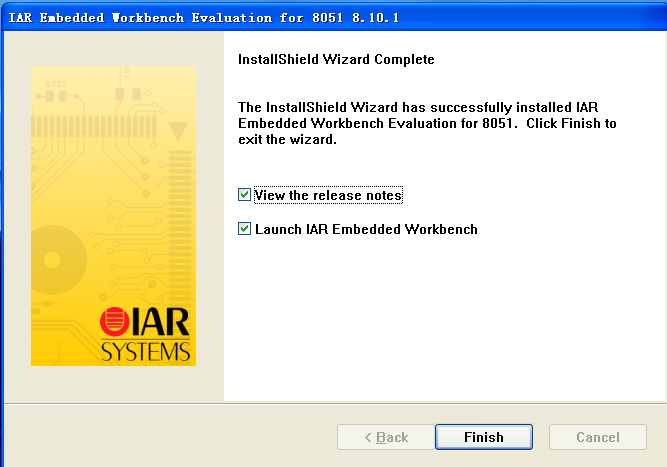 IAR Embedded Workbench Evaluation for 8051 8.10.1
InstallShield Wizard Complete
The InstallShield Wizard has successfully installed IAR
Embedded Workbench Evaluation for 8051. Click Finish to
exit the wizard.
View the release notes
Launch IAR Embedded Workbench
IAR
SYSTEMS
< Back
Finish
Cancel